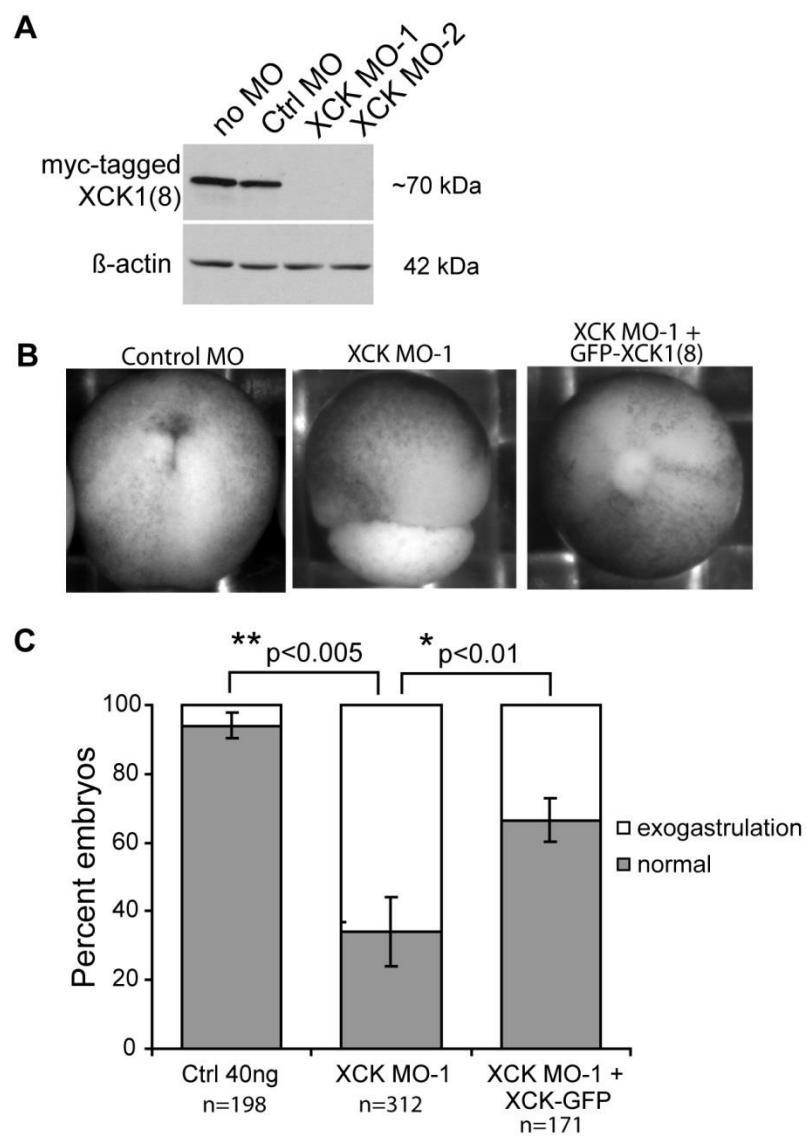 A
no MO
Ctrl MO
XCK MO-1
XCK MO-2
myc-tagged
XCK1(8)
~70 kDa
ß-actin
42 kDa
B
Control MO
XCK MO-1
XCK MO-1 +
GFP-XCK1(8)
C
** p<0.005
* p<0.01
Percent embryos
100
80
60
40
20
0
exogastrulation
normal
Ctrl 40ng
n=198
XCK MO-1
n=312
XCK MO-1 +
XCK-GFP
n=171